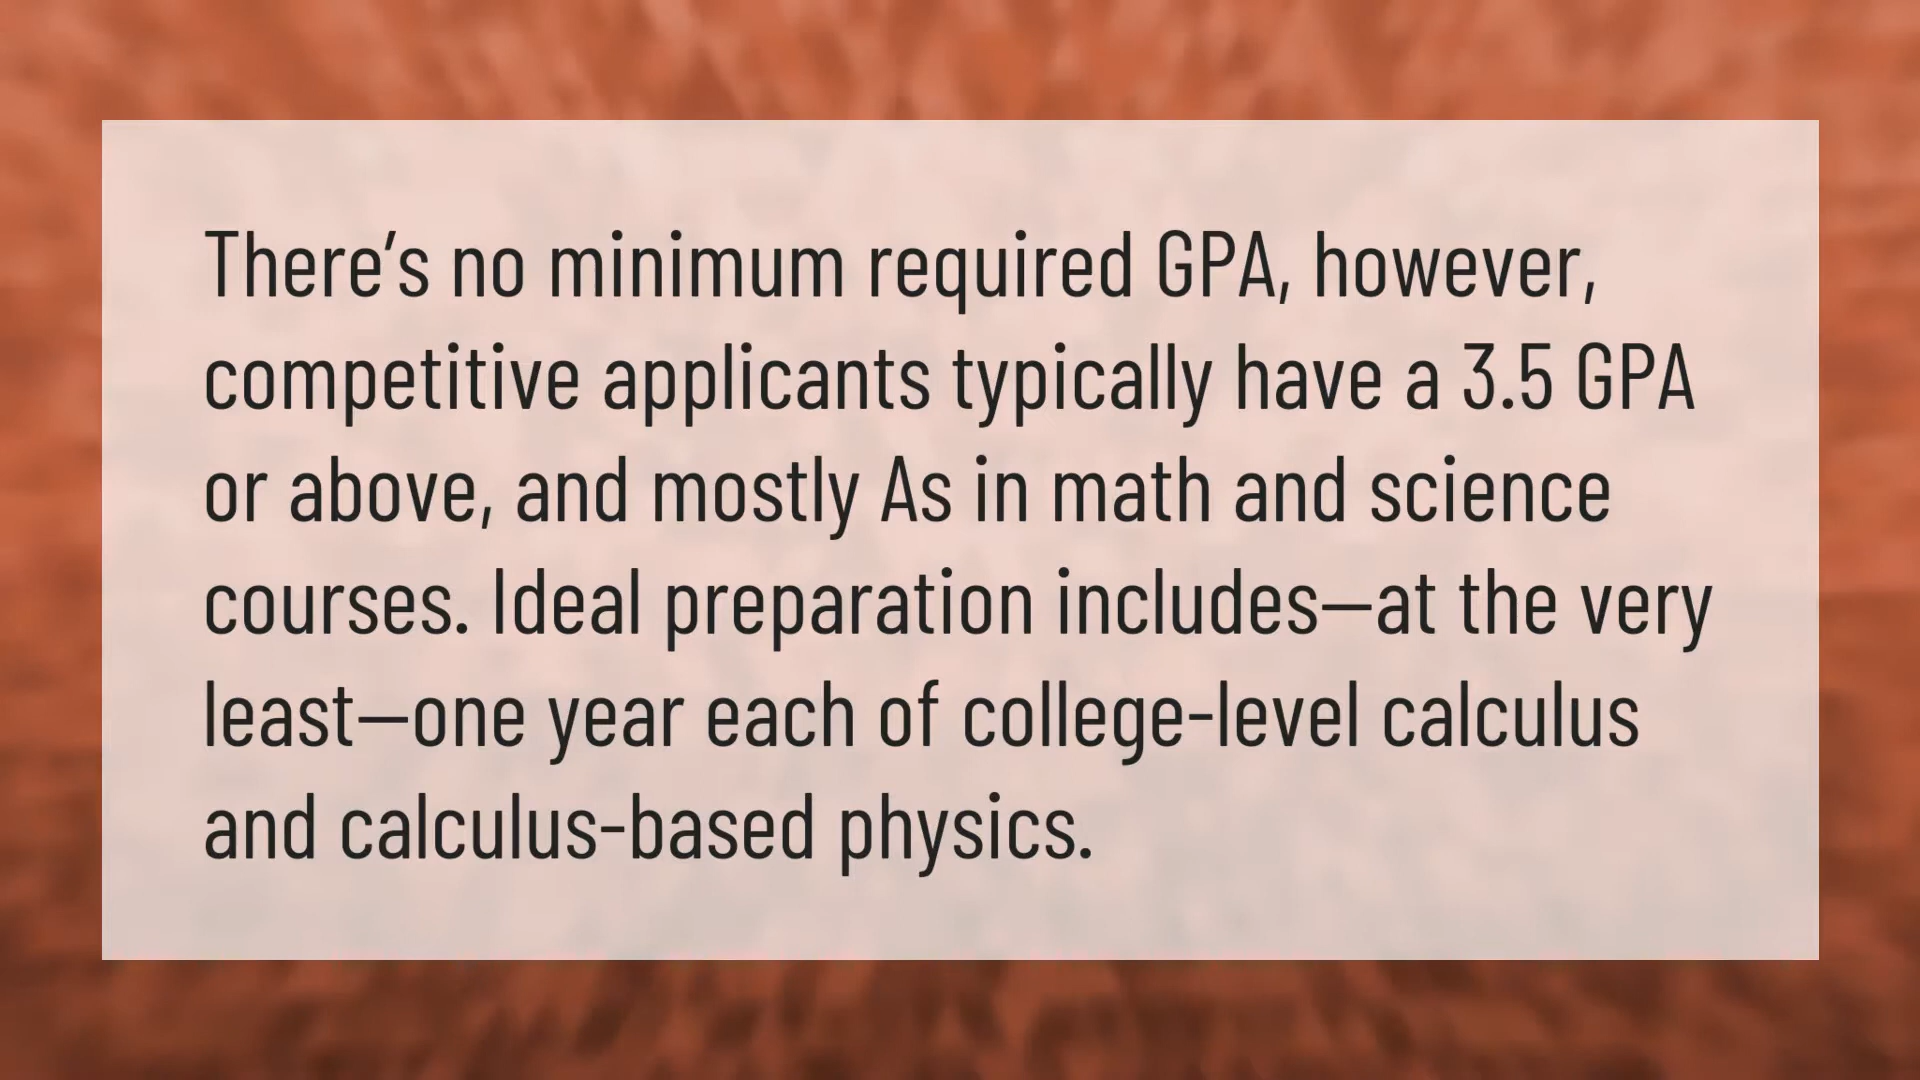 There’s no minimum required GPA, however,
competitive applicants typically have a 3.5 GPA
or above, and mostly As in math and science
courses. Ideal preparation includes—at the very
least—one year each of college-level calculus
and calculus-based physics.